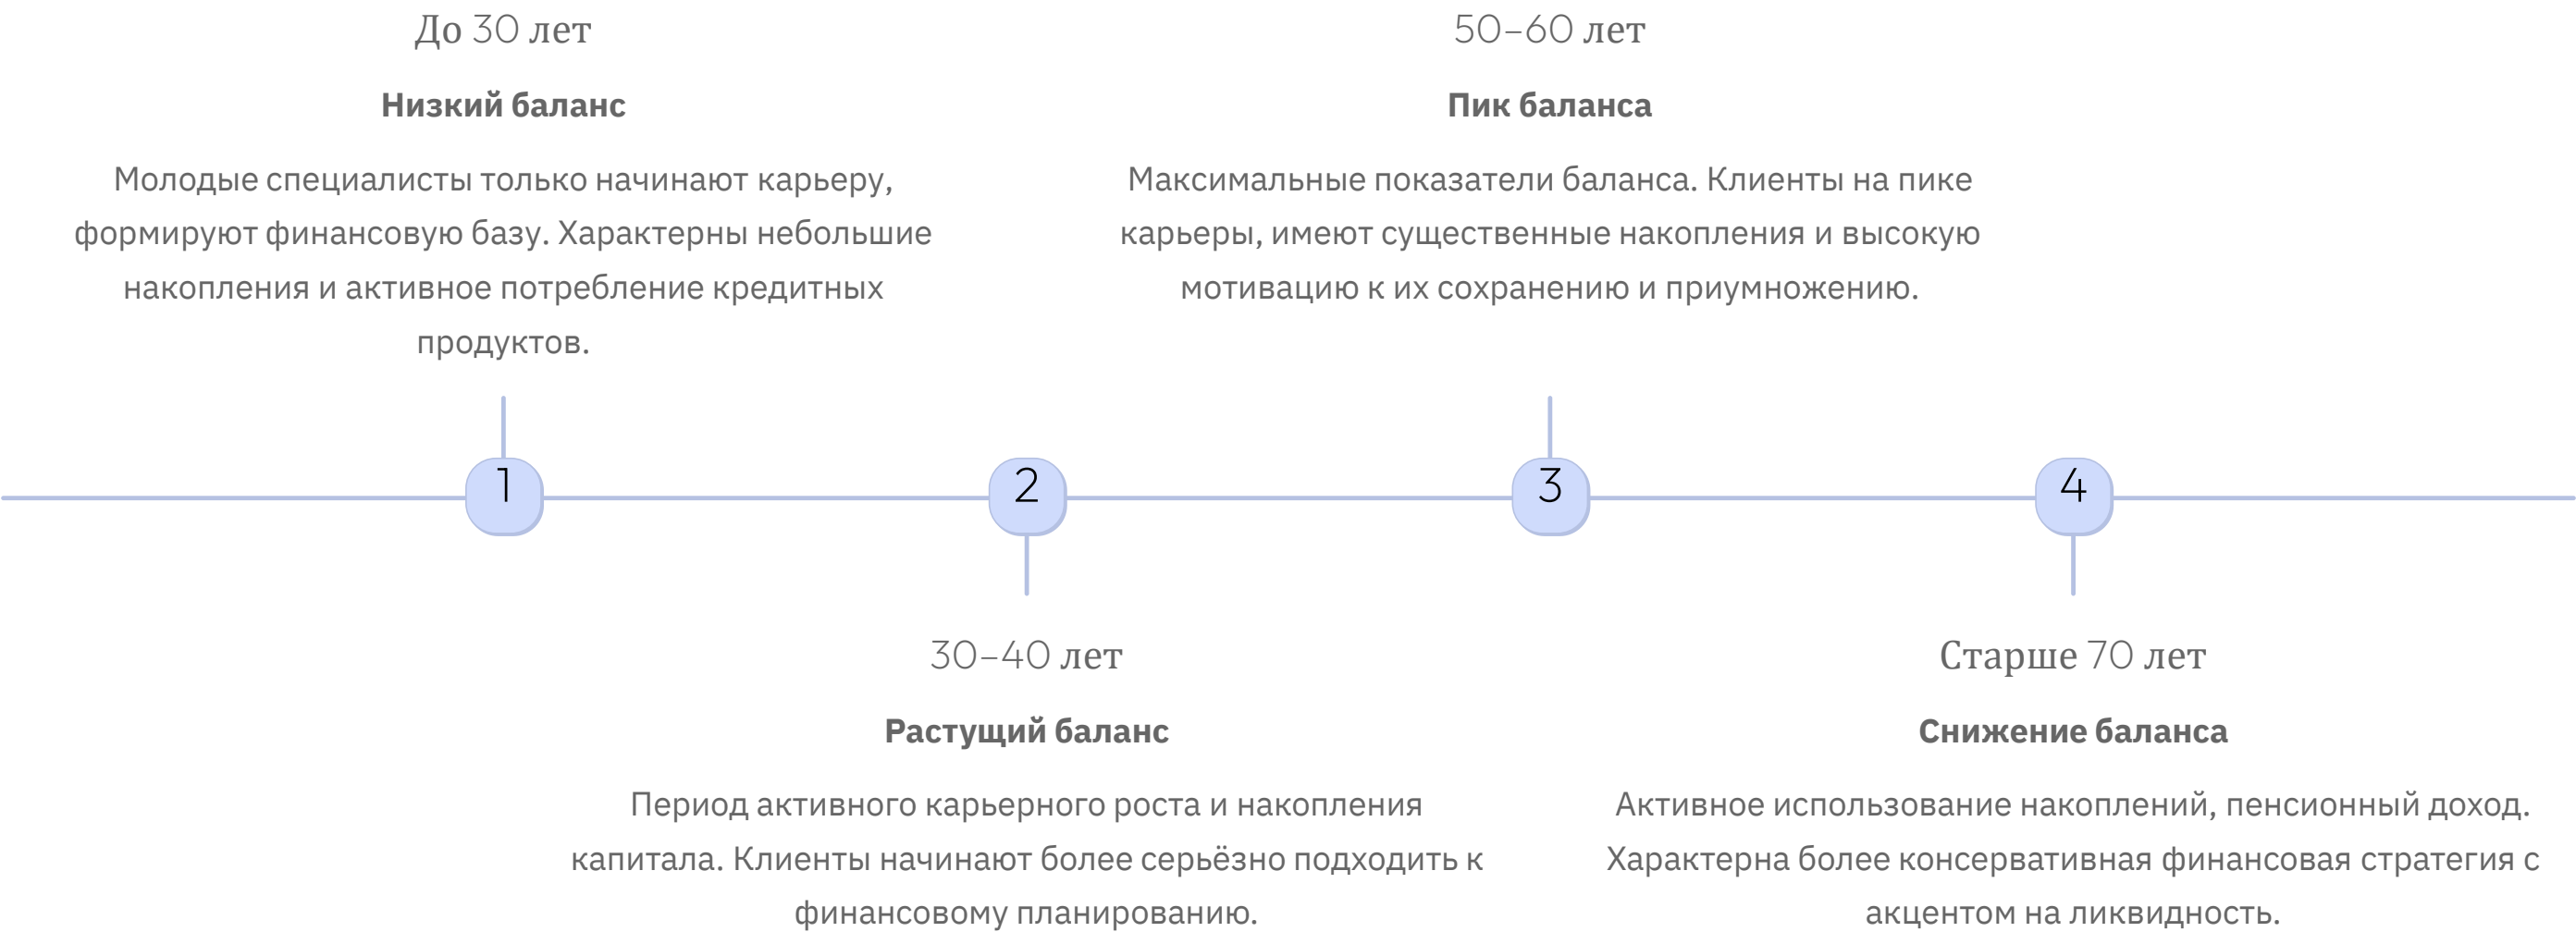 До 30 лет
Низкий баланс
Молодые специалисты только начинают карьеру,
формируют финансовую базу. Характерны небольшие
накопления и активное потребление кредитных
продуктов.
50–60 лет
Пик баланса
Максимальные показатели баланса. Клиенты на пике
карьеры, имеют существенные накопления и высокую
мотивацию к их сохранению и приумножению.
1
2
3
4
30–40 лет
Растущий баланс
Период активного карьерного роста и накопления
капитала. Клиенты начинают более серьёзно подходить к
финансовому планированию.
Старше 70 лет
Снижение баланса
Активное использование накоплений, пенсионный доход.
Характерна более консервативная финансовая стратегия с
акцентом на ликвидность.